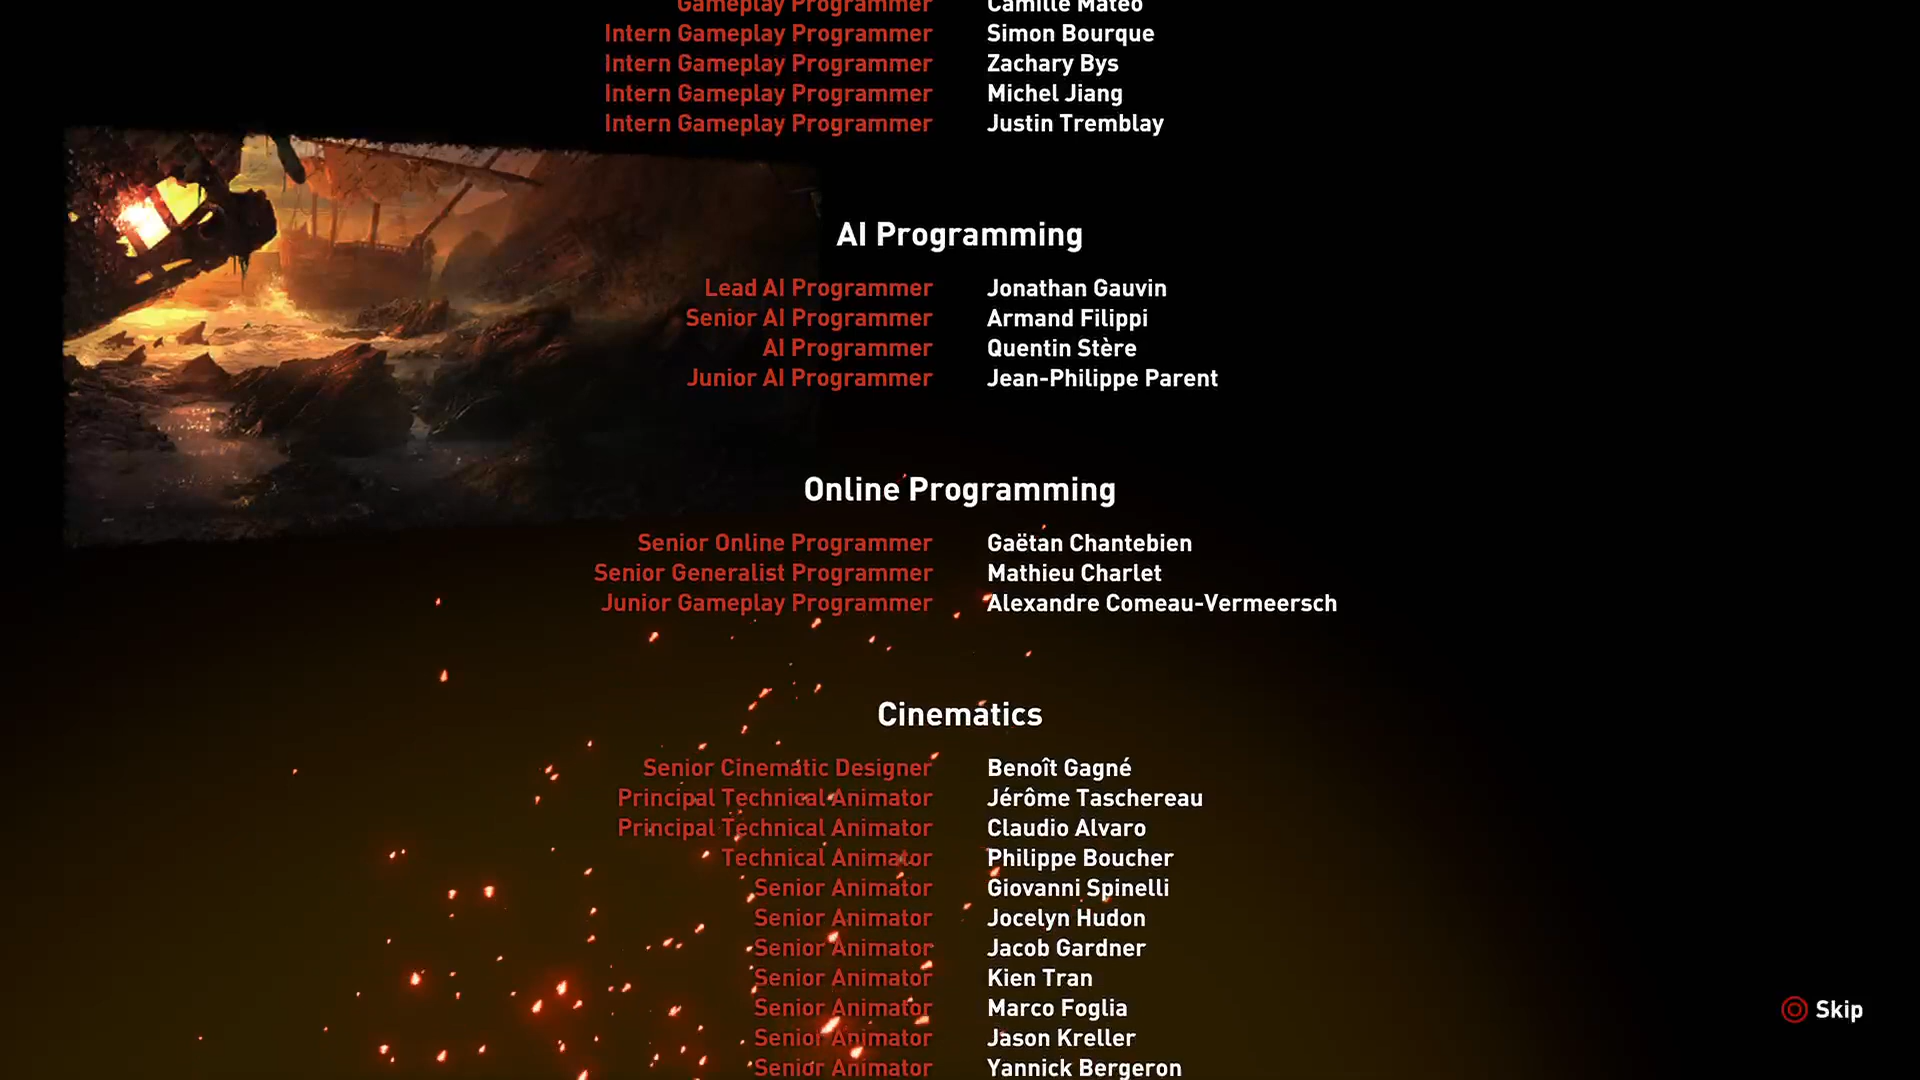 Gameplay Programmer Camille Mateo
Intern Gameplay Programmer Simon Bourque
Intern Gameplay Programmer Zachary Bys
Intern Gameplay Programmer Michel Jiang
Intern Gameplay Programmer Justin Tremblay
AI Programming
Lead AI Programmer Jonathan Gauvin
Senior AI Programmer Armand Filippi
AI Programmer Quentin Stère
Junior AI Programmer Jean-Philippe Parent
Online Programming
Senior Online Programmer Gaëtan Chantebien
Senior Generalist Programmer Mathieu Charlet
Junior Gameplay Programmer Alexandre Comeau-Vermeersch
Cinematics
Senior Cinematic Designer Benoît Gagné
Principal Technical Animator Jérôme Taschereau
Principal Technical Animator Claudio Alvaro
Technical Animator Philippe Boucher
Senior Animator Giovanni Spinelli
Senior Animator Jocelyn Hudon
Senior Animator Jacob Gardner
Senior Animator Kien Tran
Senior Animator Marco Foglia
Senior Animator Jason Kreller
Senior Animator Yannick Bergeron
Skip